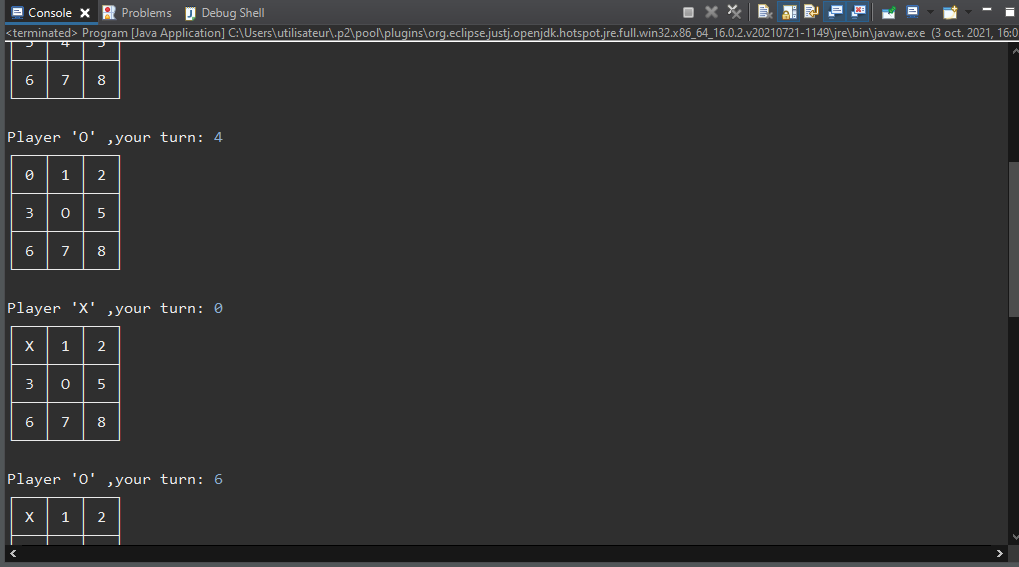 Console Problems Debug Shell
<terminated> Program [Java Application] C:\Users\utilisateur\.p2\pool\plugins\org.eclipse.justj.openjdk.hotspot.jre.full.win32.x86_64_16.0.2.v20210721-1149\jre\bin\javaw.exe (3 oct. 2021, 16:0
3 4 5
6 7 8
Player 'O' ,your turn: 4
0 1 2
3 O 5
6 7 8
Player 'X' ,your turn: 0
X 1 2
3 O 5
6 7 8
Player 'O' ,your turn: 6
X 1 2